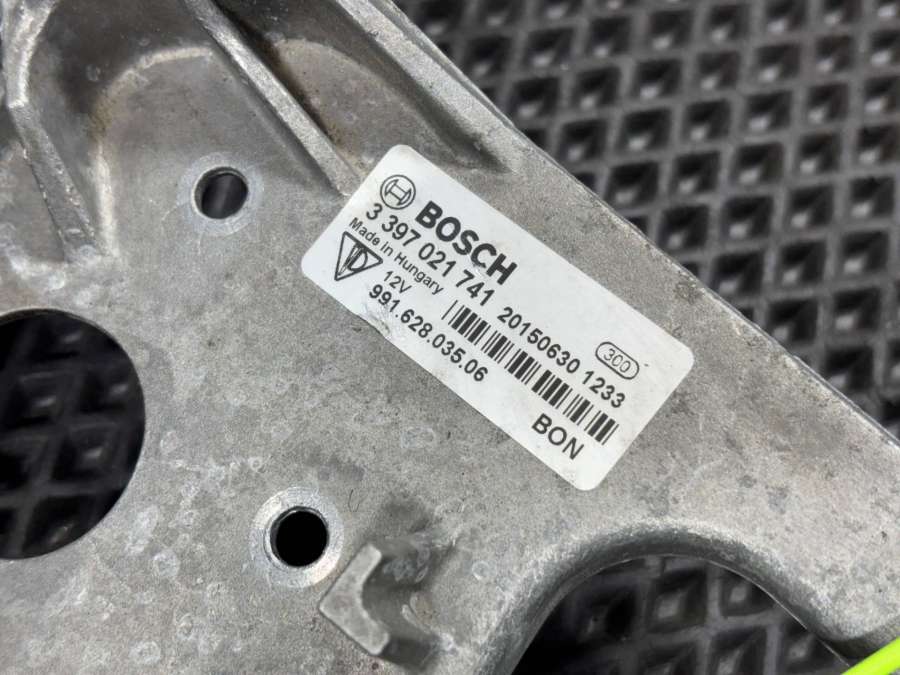 BOSCH
3 397 021 741 20150630 1233
Made in Hungary
300
12V
991.628.035.06
BON